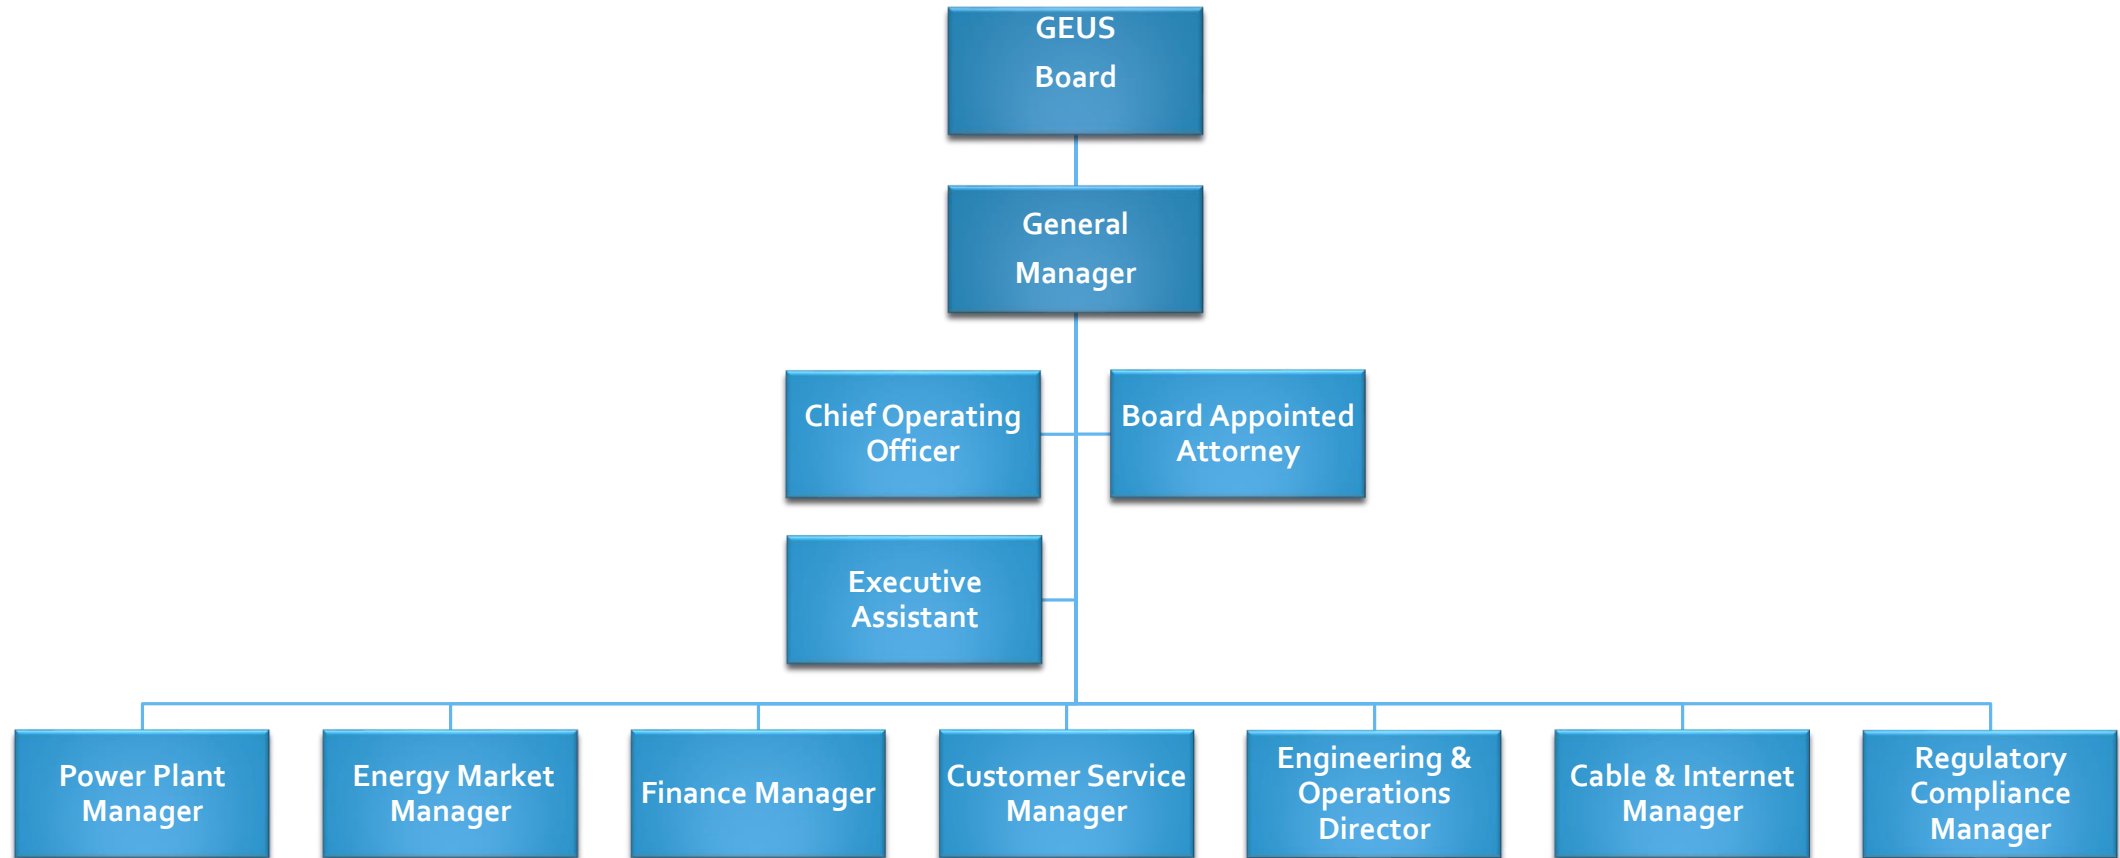 GEUS
Board
General
Manager
Chief Operating
Officer
Board Appointed
Attorney
Executive
Assistant
Power Plant
Manager
Energy Market
Manager
Finance Manager
Customer Service
Manager
Engineering &
Operations
Director
Cable & Internet
Manager
Regulatory
Compliance
Manager